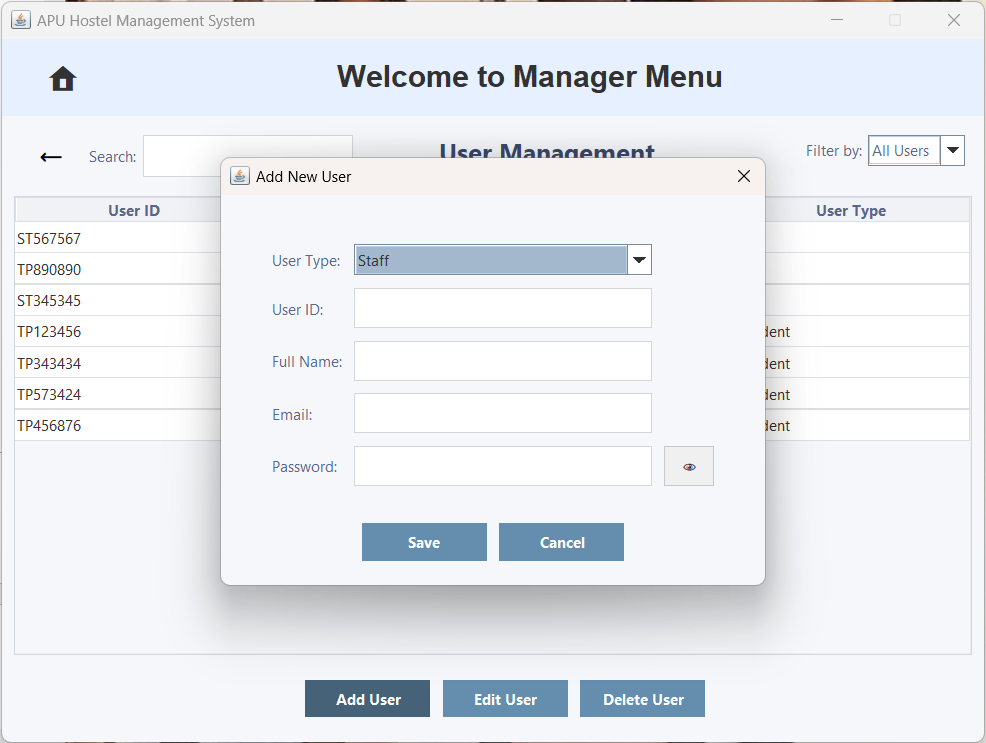 APU Hostel Management System
Welcome to Manager Menu
Search:
User Management
Filter by: All Users
User ID
User Type
ST567567
TP890890
ST345345
TP123456
dent
TP343434
dent
TP573424
dent
TP456876
dent
Add New User
User Type: Staff
User ID:
Full Name:
Email:
Password:
Save
Cancel
Add User
Edit User
Delete User